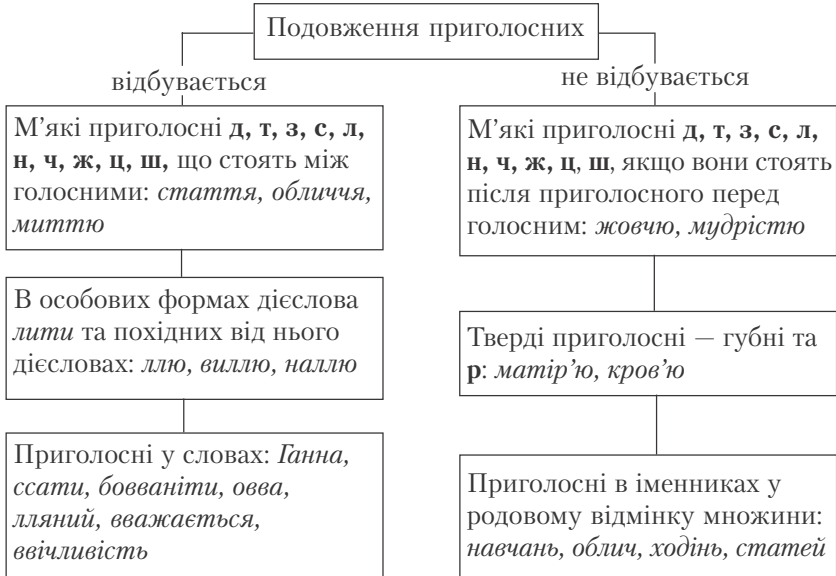 Подовження приголосних
відбувається
М’які приголосні д, т, з, с, л,
н, ч, ж, ц, ш, що стоять між
голосними: стаття, обличчя,
миттю
В особових формах дієслова
лити та похідних від нього
дієсловах: ллю, виллю, наллю
Приголосні у словах: Ганна,
ссати, бовваніти, овва,
лляний, вважається,
ввічливість
не відбувається
М’які приголосні д, т, з, с, л,
н, ч, ж, ц, ш, якщо вони стоять
після приголосного перед
голосним: жовчю, мудрістю
Тверді приголосні — губні та
р: матір’ю, кров’ю
Приголосні в іменниках у
родовому відмінку множини:
навчань, облич, ходінь, статей